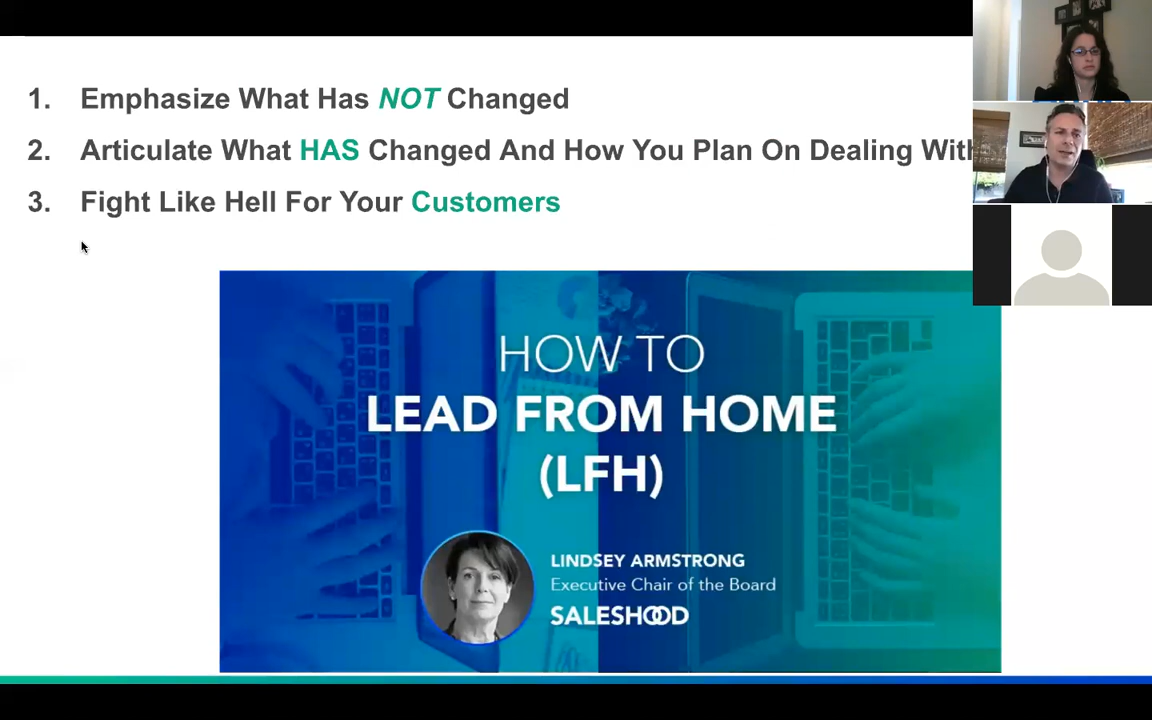 1. Emphasize What Has NOT Changed
2. Articulate What HAS Changed And How You Plan On Dealing With
3. Fight Like Hell For Your Customers
HOW TO
LEAD FROM HOME
(LFH)
LINDSEY ARMSTRONG
Executive Chair of the Board
SALESHOOD